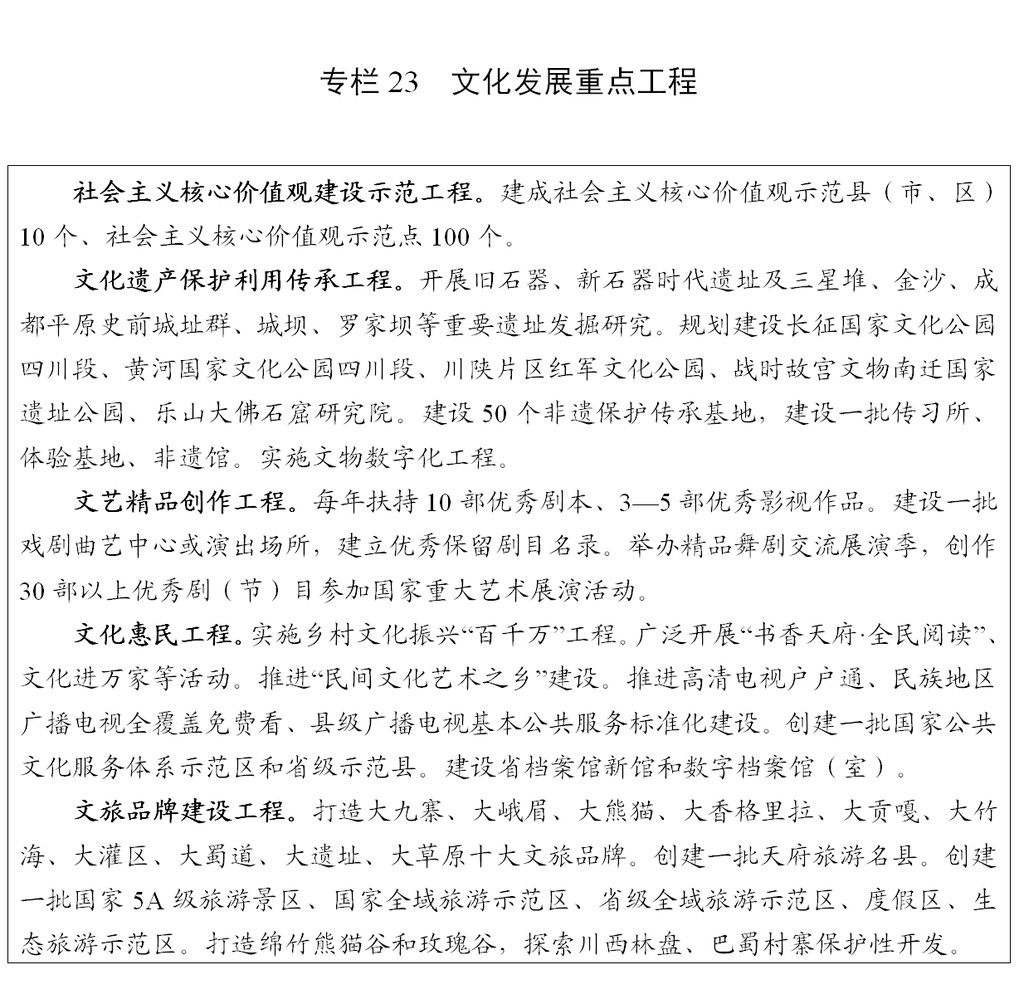 专栏 23　文化发展重点工程
社会主义核心价值观建设示范工程。建成社会主义核心价值观示范县（市、区）
10 个、社会主义核心价值观示范点 100 个。
文化遗产保护利用传承工程。开展旧石器、新石器时代遗址及三星堆、金沙、成
都平原史前城址群、城坝、罗家坝等重要遗址发掘研究。规划建设长征国家文化公园
四川段、黄河国家文化公园四川段、川陕片区红军文化公园、战时故宫文物南迁国家
遗址公园、乐山大佛石窟研究院。建设 50 个非遗保护传承基地，建设一批传习所、
体验基地、非遗馆。实施文物数字化工程。
文艺精品创作工程。每年扶持 10 部优秀剧本、3—5 部优秀影视作品。建设一批
戏剧曲艺中心或演出场所，建立优秀保留剧目名录。举办精品舞剧交流展演季，创作
30 部以上优秀剧（节）目参加国家重大艺术展演活动。
文化惠民工程。实施乡村文化振兴“百千万”工程。广泛开展“书香天府·全民阅读”、
文化进万家等活动。推进“民间文化艺术之乡”建设。推进高清电视户户通、民族地区
广播电视全覆盖免费看、县级广播电视基本公共服务标准化建设。创建一批国家公共
文化服务体系示范区和省级示范县。建设省档案馆新馆和数字档案馆（室）。
文旅品牌建设工程。打造大九寨、大峨眉、大熊猫、大香格里拉、大贡嘎、大竹
海、大灌区、大蜀道、大遗址、大草原十大文旅品牌。创建一批天府旅游名县。创建
一批国家 5A 级旅游景区、国家全域旅游示范区、省级全域旅游示范区、度假区、生
态旅游示范区。打造绵竹熊猫谷和玫瑰谷，探索川西林盘、巴蜀村寨保护性开发。